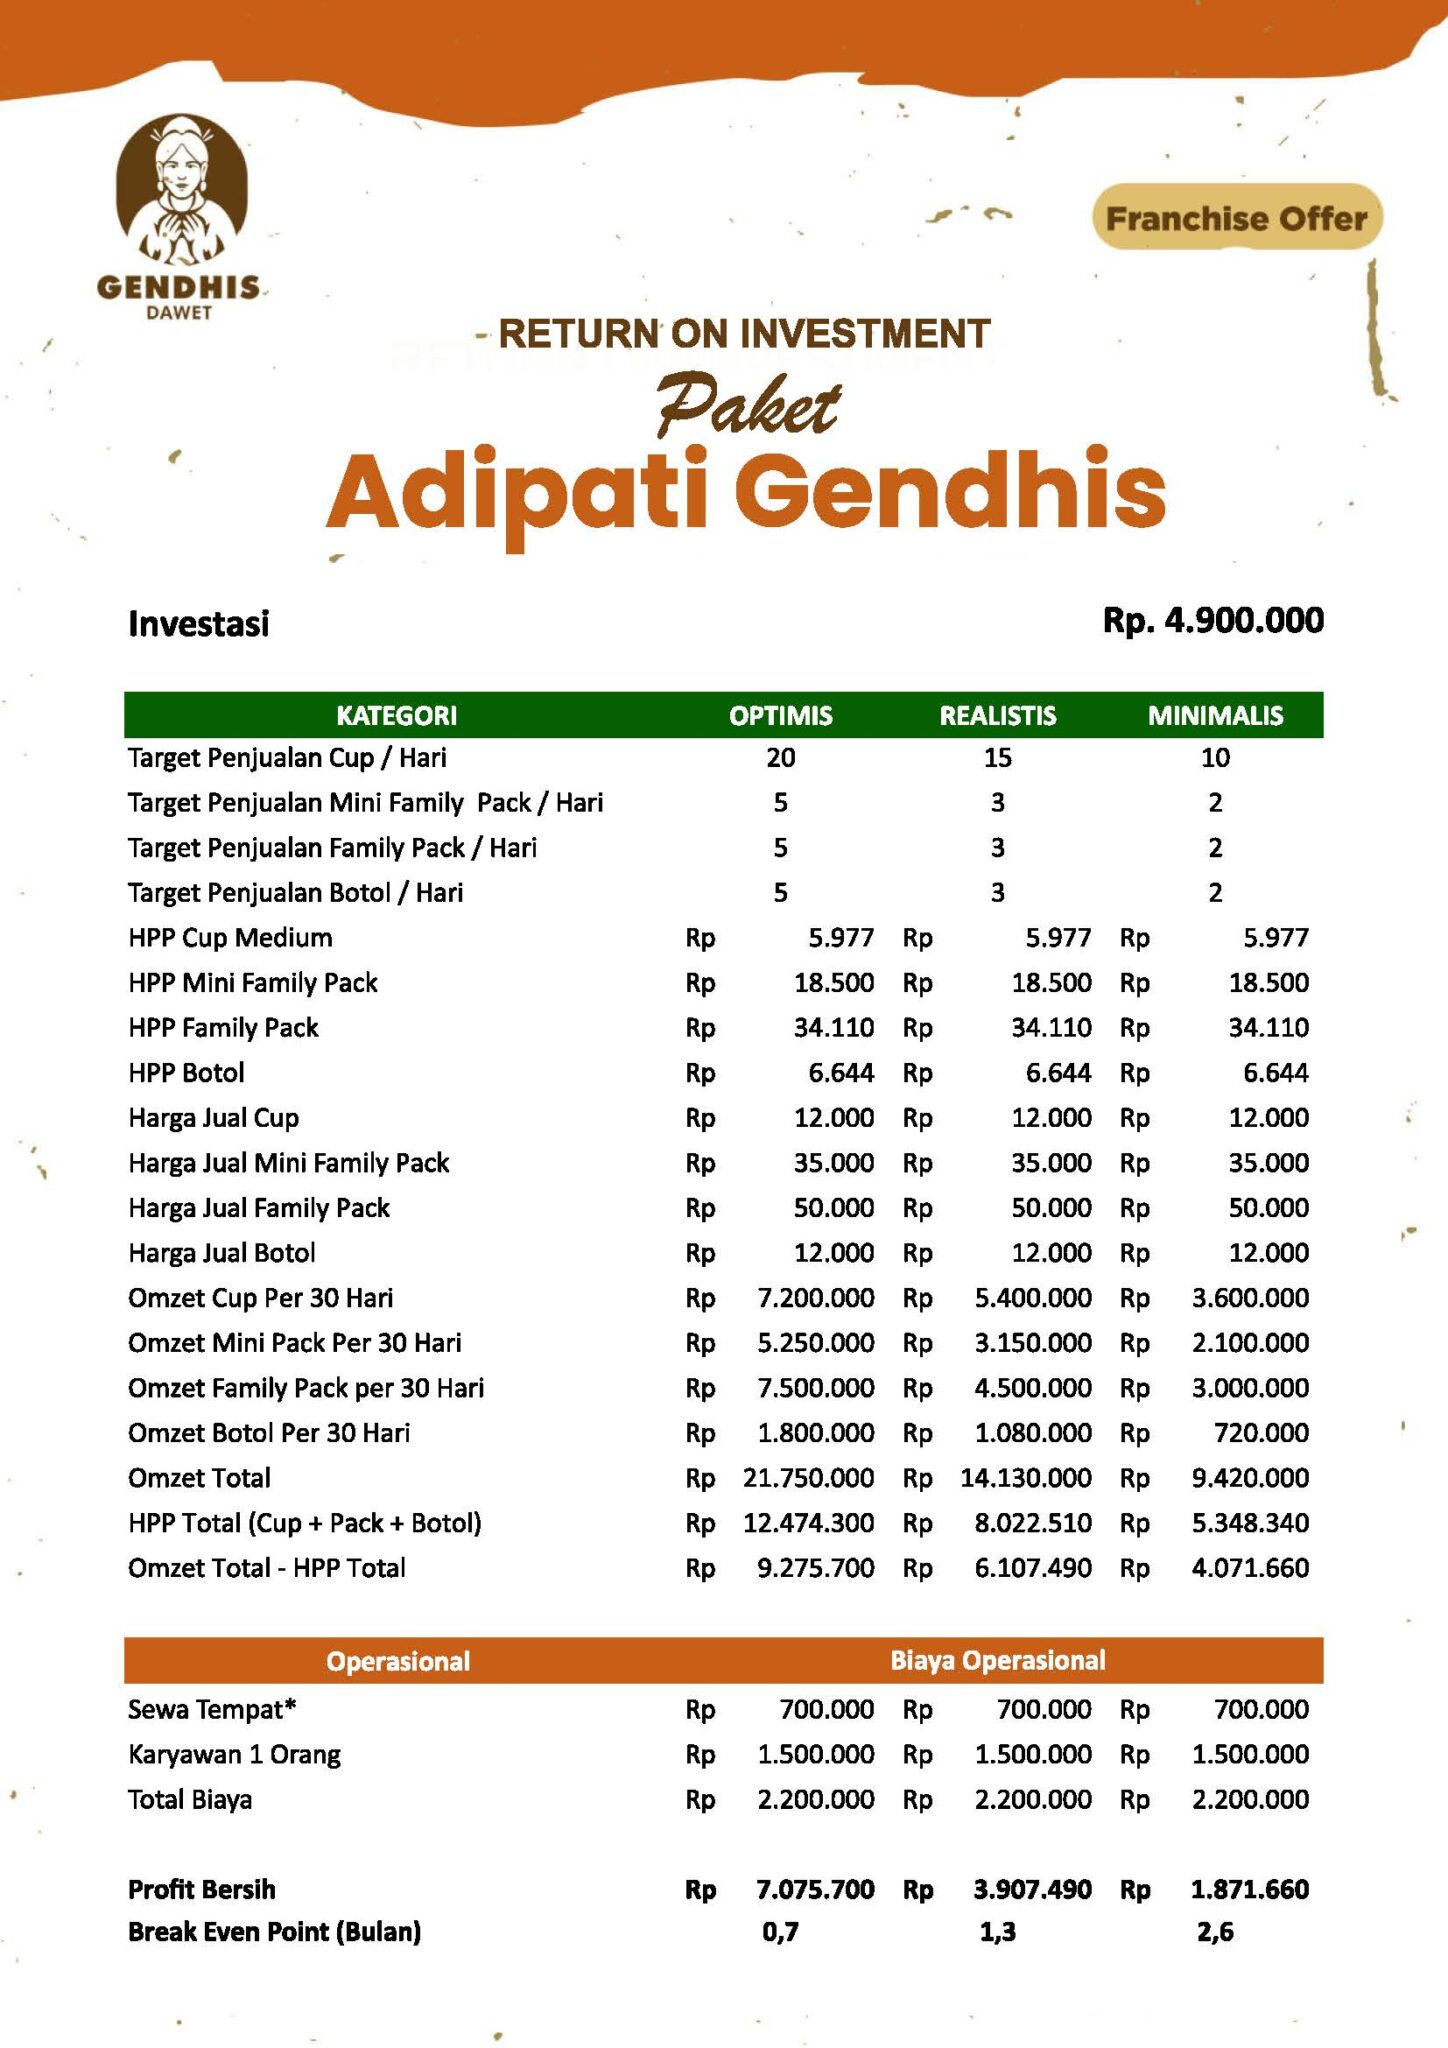 GENDHIS
DAWET
Franchise Offer
RETURN ON INVESTMENT
Paket
Adipati Gendhis
Investasi Rp. 4.900.000
KATEGORI OPTIMIS REALISTIS MINIMALIS
Target Penjualan Cup / Hari 20 15 10
Target Penjualan Mini Family Pack / Hari 5 3 2
Target Penjualan Family Pack / Hari 5 3 2
Target Penjualan Botol / Hari 5 3 2
HPP Cup Medium Rp 5.977 Rp 5.977 Rp 5.977
HPP Mini Family Pack Rp 18.500 Rp 18.500 Rp 18.500
HPP Family Pack Rp 34.110 Rp 34.110 Rp 34.110
HPP Botol Rp 6.644 Rp 6.644 Rp 6.644
Harga Jual Cup Rp 12.000 Rp 12.000 Rp 12.000
Harga Jual Mini Family Pack Rp 35.000 Rp 35.000 Rp 35.000
Harga Jual Family Pack Rp 50.000 Rp 50.000 Rp 50.000
Harga Jual Botol Rp 12.000 Rp 12.000 Rp 12.000
Omzet Cup Per 30 Hari Rp 7.200.000 Rp 5.400.000 Rp 3.600.000
Omzet Mini Pack Per 30 Hari Rp 5.250.000 Rp 3.150.000 Rp 2.100.000
Omzet Family Pack per 30 Hari Rp 7.500.000 Rp 4.500.000 Rp 3.000.000
Omzet Botol Per 30 Hari Rp 1.800.000 Rp 1.080.000 Rp 720.000
Omzet Total Rp 21.750.000 Rp 14.130.000 Rp 9.420.000
HPP Total (Cup + Pack + Botol) Rp 12.474.300 Rp 8.022.510 Rp 5.348.340
Omzet Total - HPP Total Rp 9.275.700 Rp 6.107.490 Rp 4.071.660
Operasional Biaya Operasional
Sewa Tempat* Rp 700.000 Rp 700.000 Rp 700.000
Karyawan 1 Orang Rp 1.500.000 Rp 1.500.000 Rp 1.500.000
Total Biaya Rp 2.200.000 Rp 2.200.000 Rp 2.200.000
Profit Bersih Rp 7.075.700 Rp 3.907.490 Rp 1.871.660
Break Even Point (Bulan) 0,7 1,3 2,6